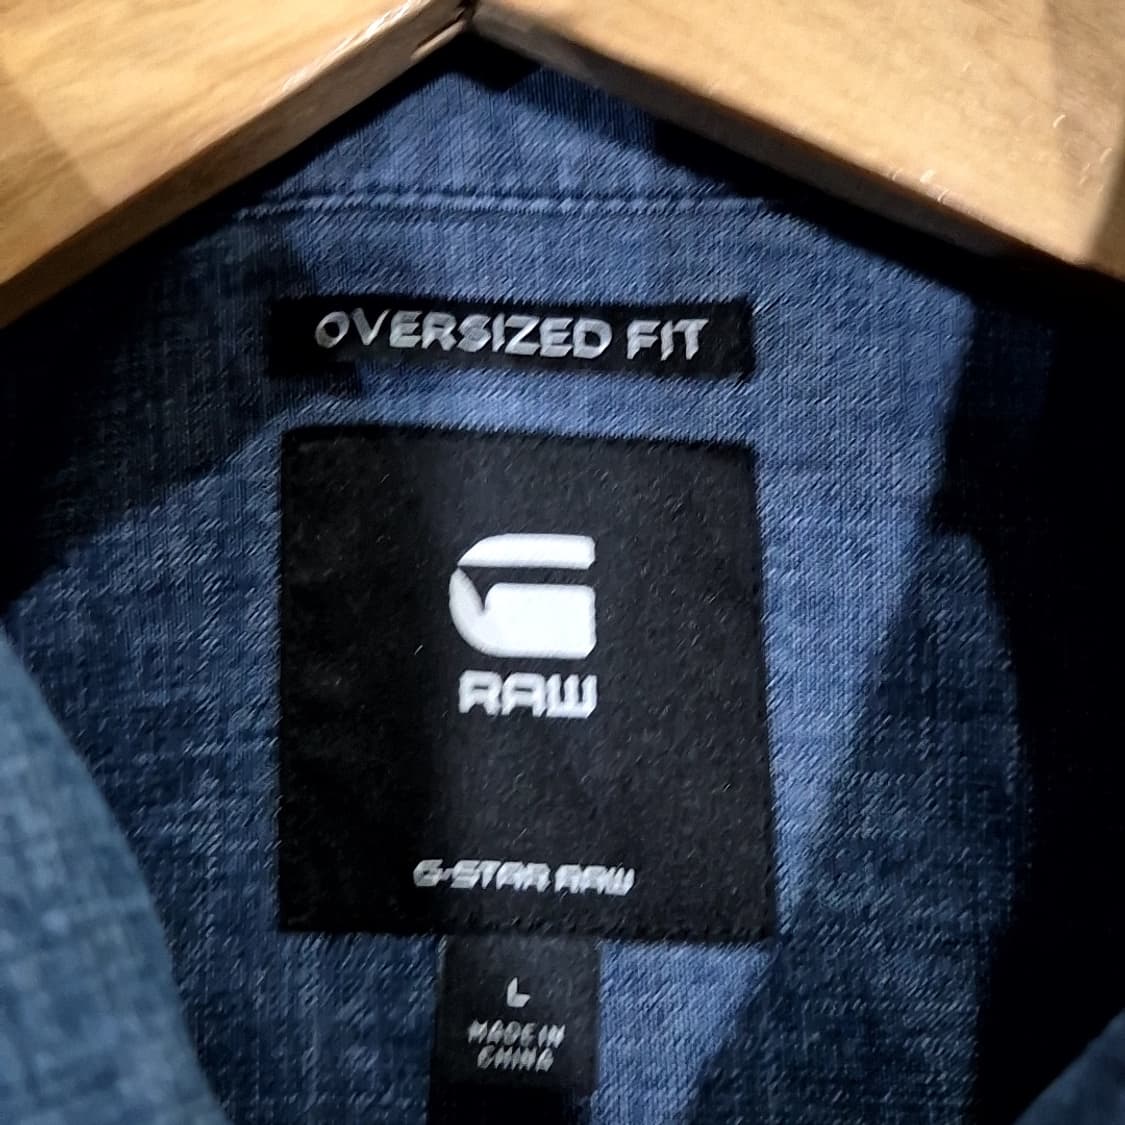 OVERSIZED FIT
G
RAW
G-STAR RAW
L
MADE IN
CHINA